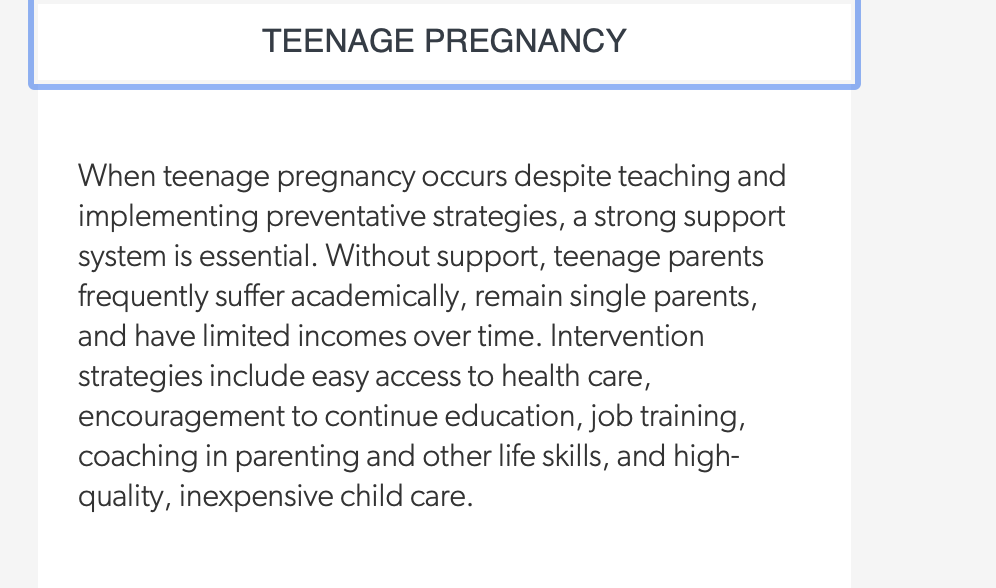 TEENAGE PREGNANCY
When teenage pregnancy occurs despite teaching and
implementing preventative strategies, a strong support
system is essential. Without support, teenage parents
frequently suffer academically, remain single parents,
and have limited incomes over time. Intervention
strategies include easy access to health care,
encouragement to continue education, job training,
coaching in parenting and other life skills, and high-
quality, inexpensive child care.